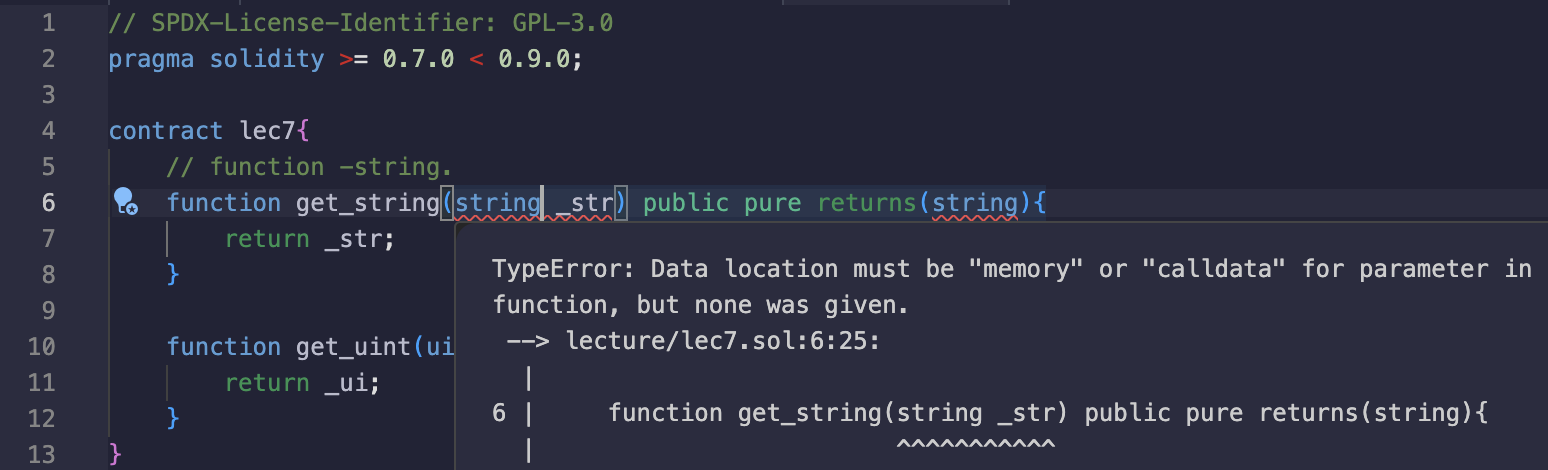 1 // SPDX-License-Identifier: GPL-3.0
2 pragma solidity >= 0.7.0 < 0.9.0;
3
4 contract lec7{
5     // function -string.
6     function get_string(string _str) public pure returns(string){
7         return _str;
TypeError: Data location must be "memory" or "calldata" for parameter in
8     }
function, but none was given.
9
--> lecture/lec7.sol:6:25:
10     function get_uint(ui
|
11         return _ui;
6 |     function get_string(string _str) public pure returns(string){
12     }
|                         ^^^^^^^^^^^
13 }